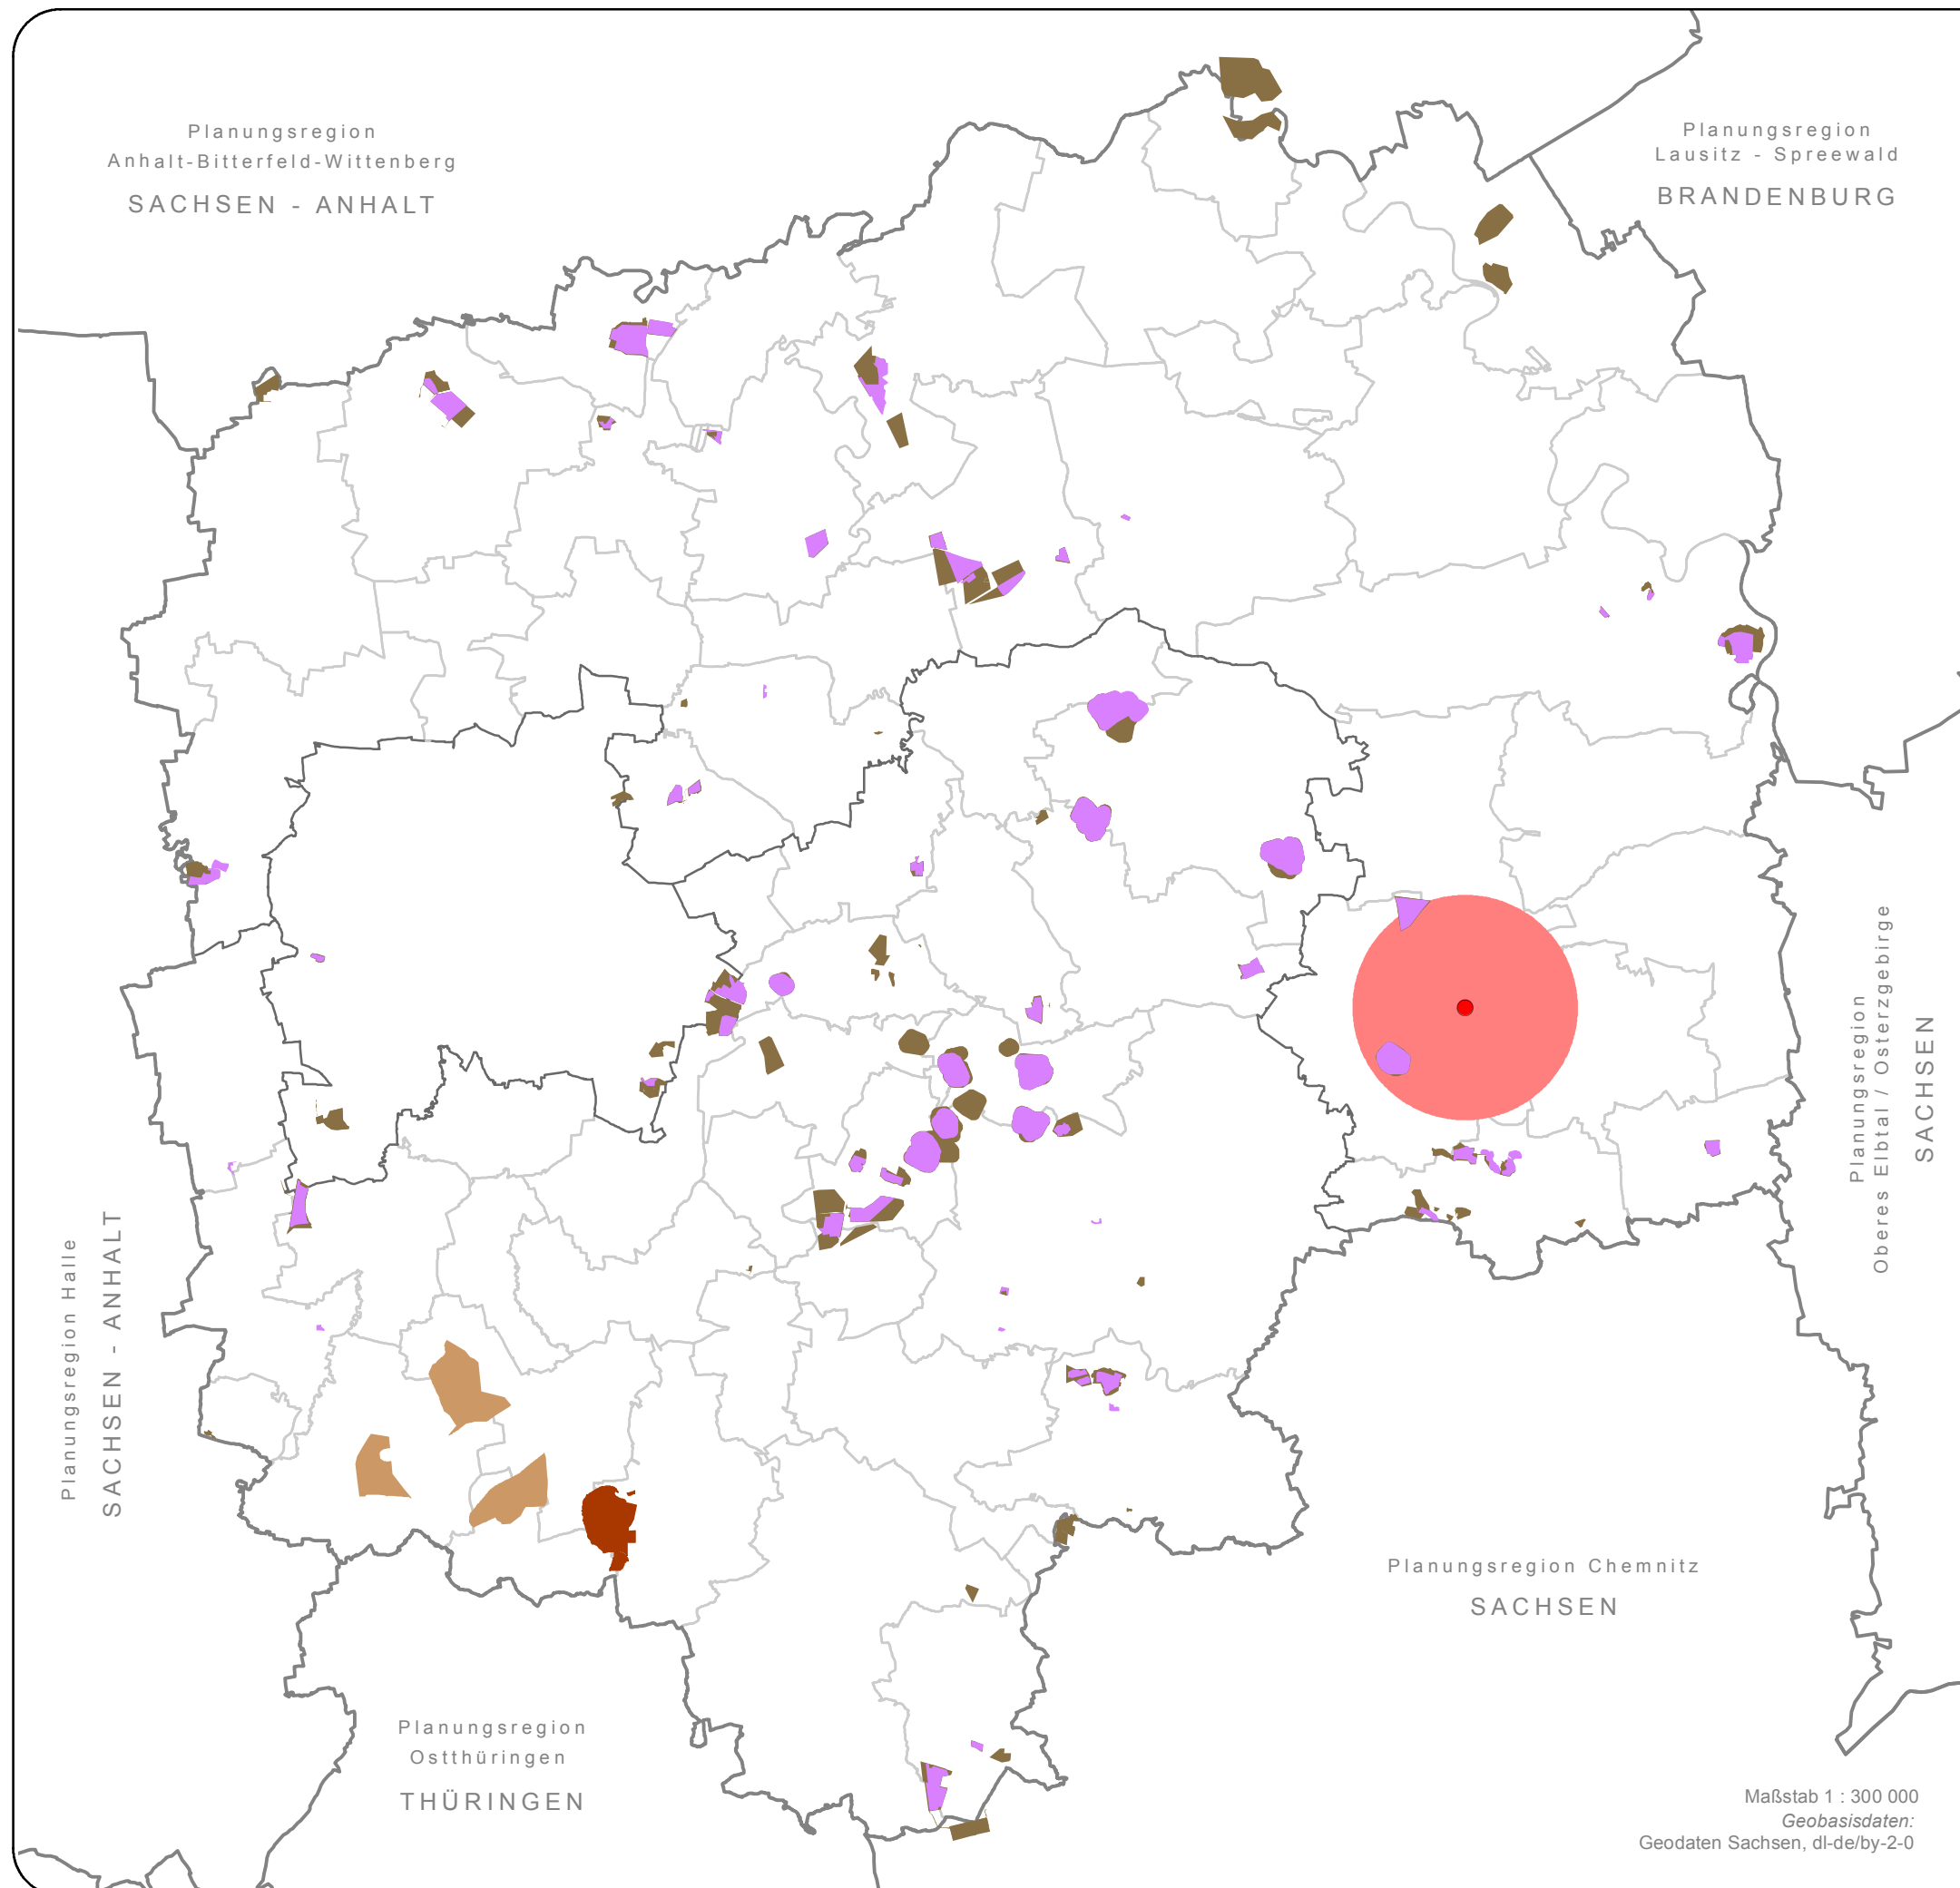 Planungsregion
Anhalt-Bitterfeld-Wittenberg
SACHSEN - ANHALT
Planungsregion
Lausitz - Spreewald
BRANDENBURG
Planungsregion
Oberes Elbtal / Osterzgebirge
SACHSEN
Planungsregion Halle
SACHSEN - ANHALT
Planungsregion Chemnitz
SACHSEN
Planungsregion
Ostthüringen
THÜRINGEN
Maßstab 1 : 300 000
Geobasisdaten:
Geodaten Sachsen, dl-de/by-2-0